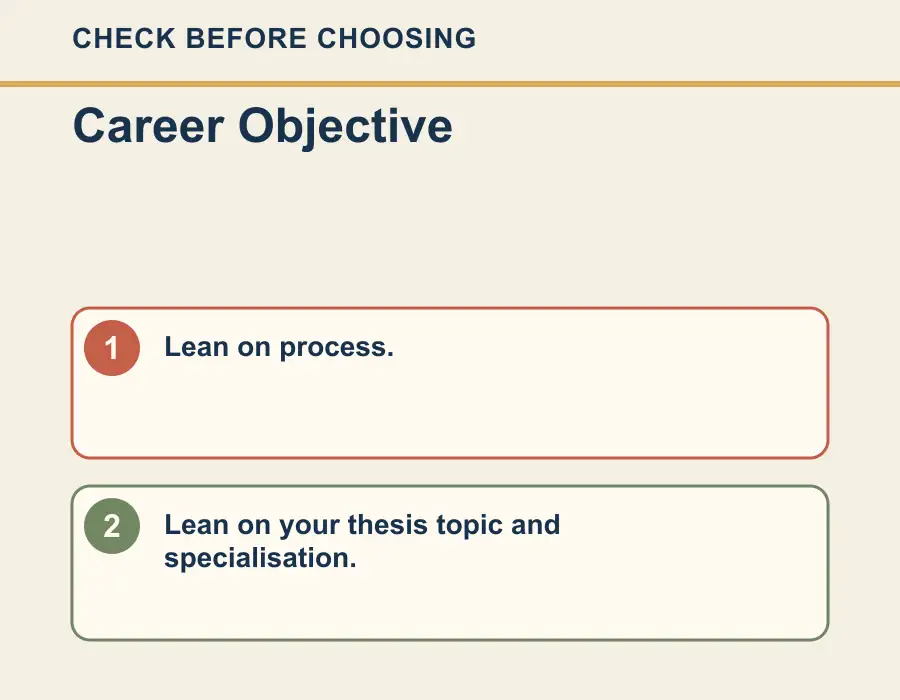 CHECK BEFORE CHOOSING
Career Objective
1
Lean on process.
2
Lean on your thesis topic and
specialisation.